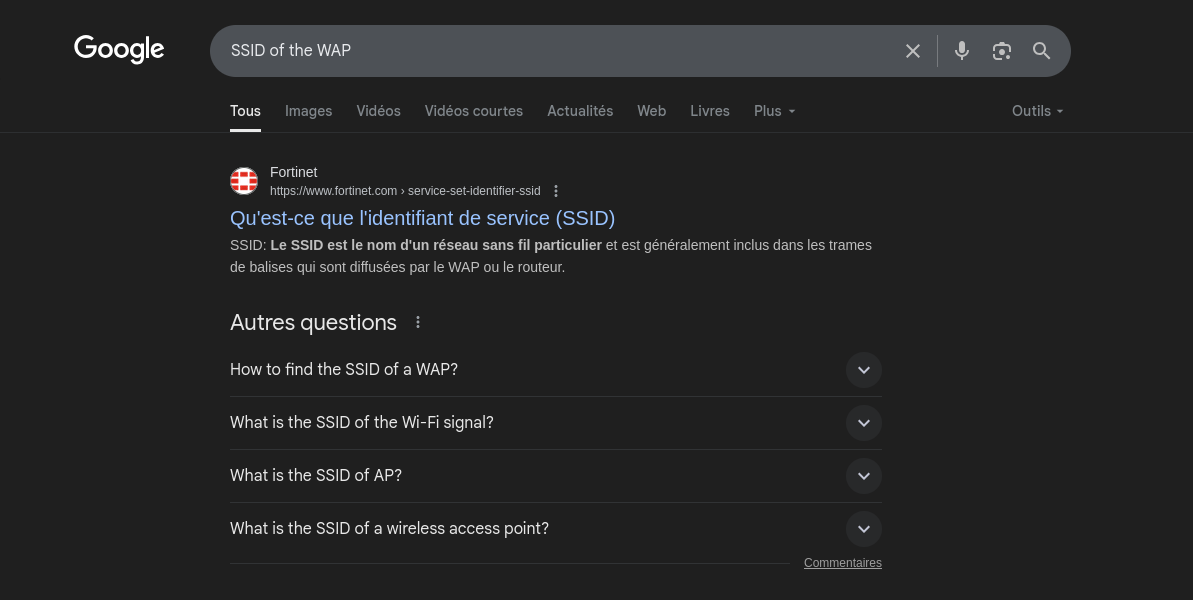 Google
SSID of the WAP
Tous Images Vidéos Vidéos courtes Actualités Web Livres Plus Outils
Fortinet
https://www.fortinet.com › service-set-identifier-ssid
Qu'est-ce que l'identifiant de service (SSID)
SSID: Le SSID est le nom d'un réseau sans fil particulier et est généralement inclus dans les trames
de balises qui sont diffusées par le WAP ou le routeur.
Autres questions
How to find the SSID of a WAP?
What is the SSID of the Wi-Fi signal?
What is the SSID of AP?
What is the SSID of a wireless access point?
Commentaires